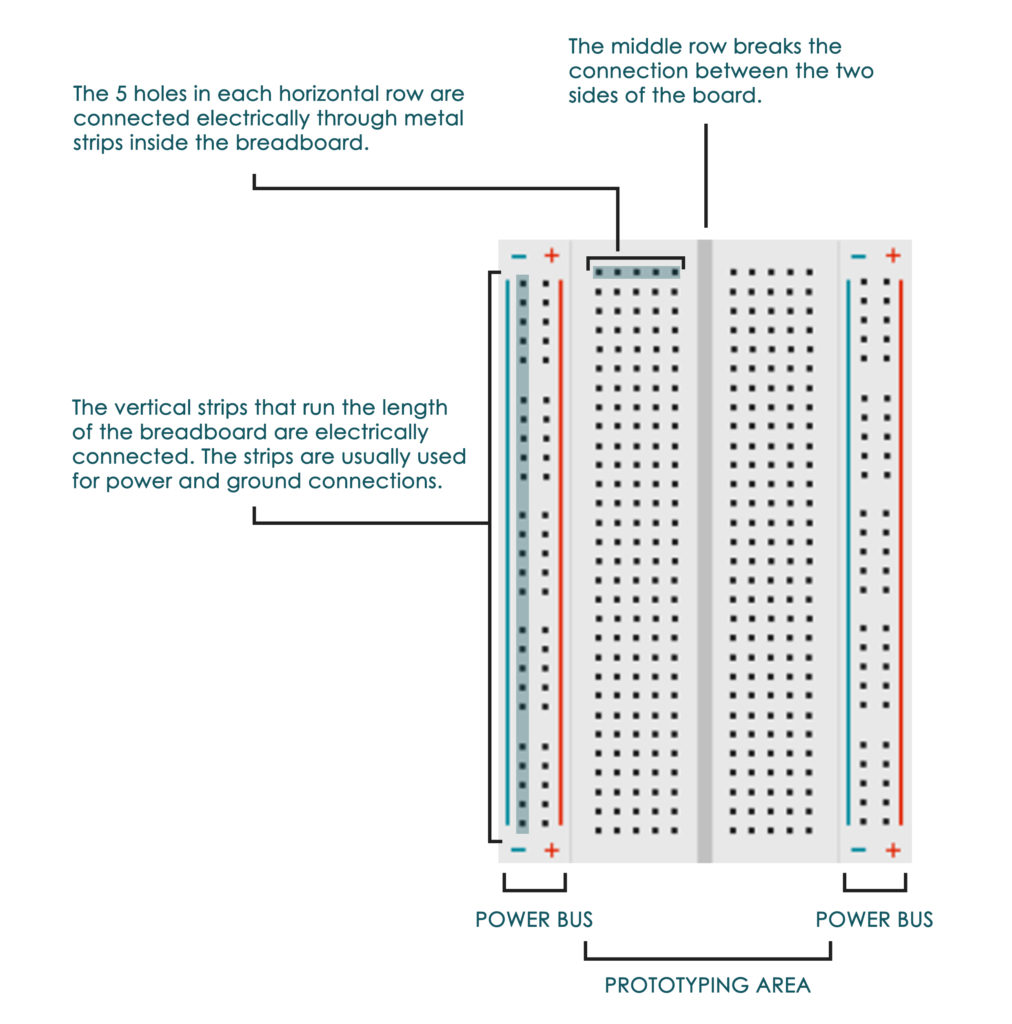 The middle row breaks the
connection between the two
sides of the board.
The 5 holes in each horizontal row are
connected electrically through metal
strips inside the breadboard.
− + − +
The vertical strips that run the length
of the breadboard are electrically
connected. The strips are usually used
for power and ground connections.
− + − +
POWER BUS POWER BUS
PROTOTYPING AREA